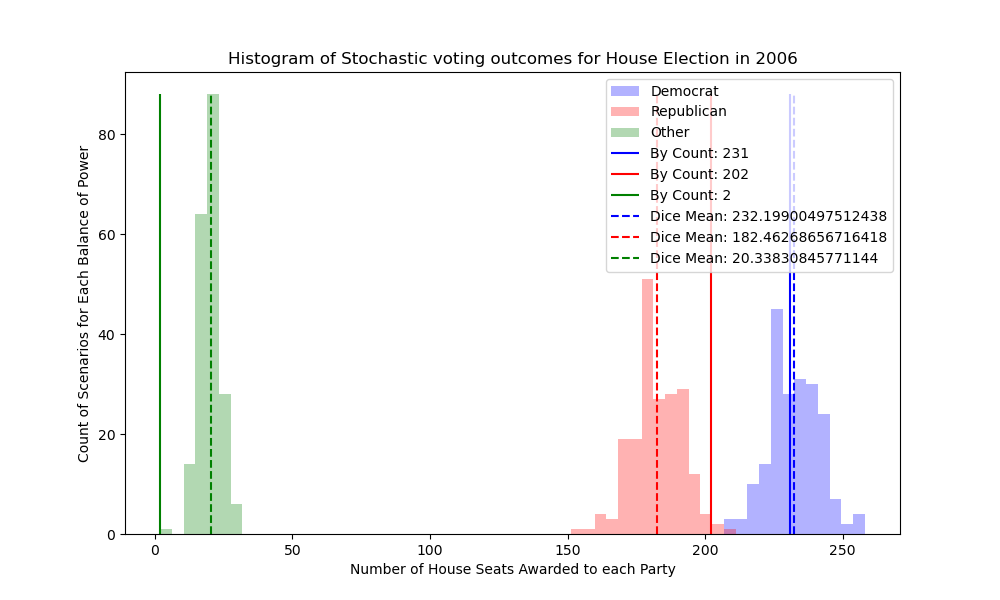 Histogram of Stochastic voting outcomes for House Election in 2006
Count of Scenarios for Each Balance of Power
80
60
40
20
0
Democrat
Republican
Other
By Count: 231
By Count: 202
By Count: 2
Dice Mean: 232.19900497512438
Dice Mean: 182.46268656716418
Dice Mean: 20.33830845771144
0 50 100 150 200 250
Number of House Seats Awarded to each Party